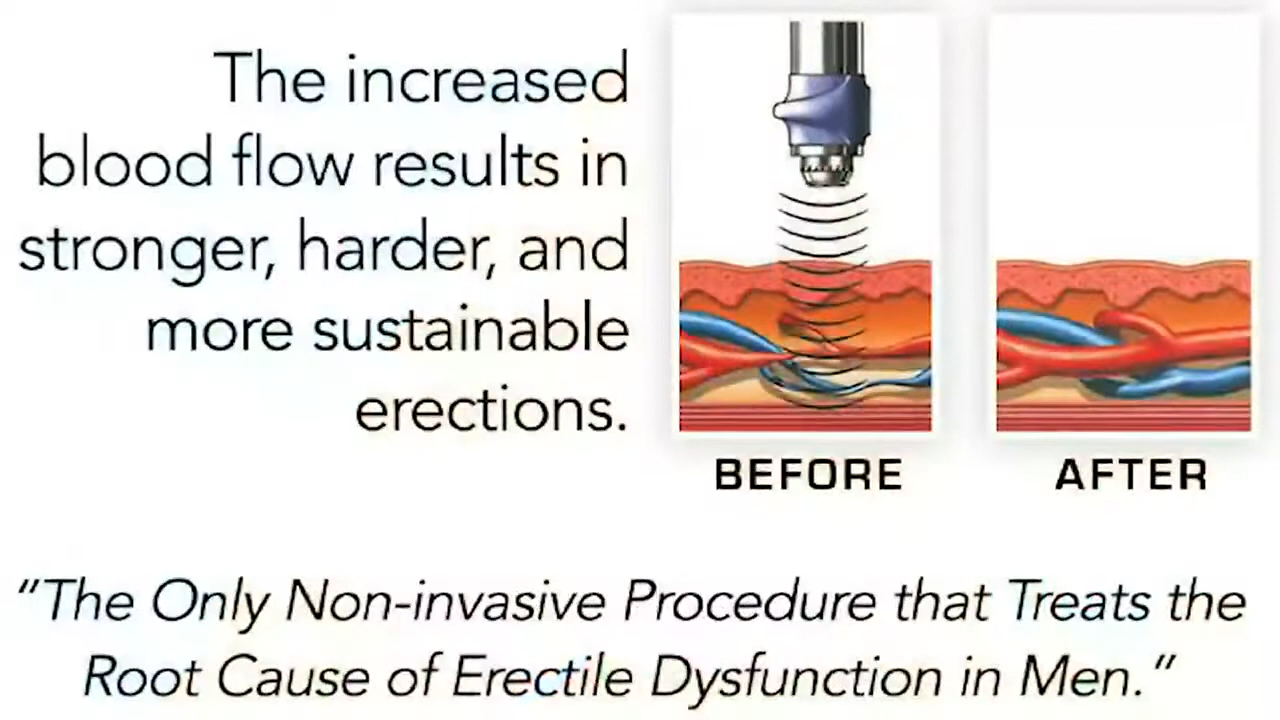 The increased
blood flow results in
stronger, harder, and
more sustainable
erections.
BEFORE
AFTER
"The Only Non-invasive Procedure that Treats the
Root Cause of Erectile Dysfunction in Men."